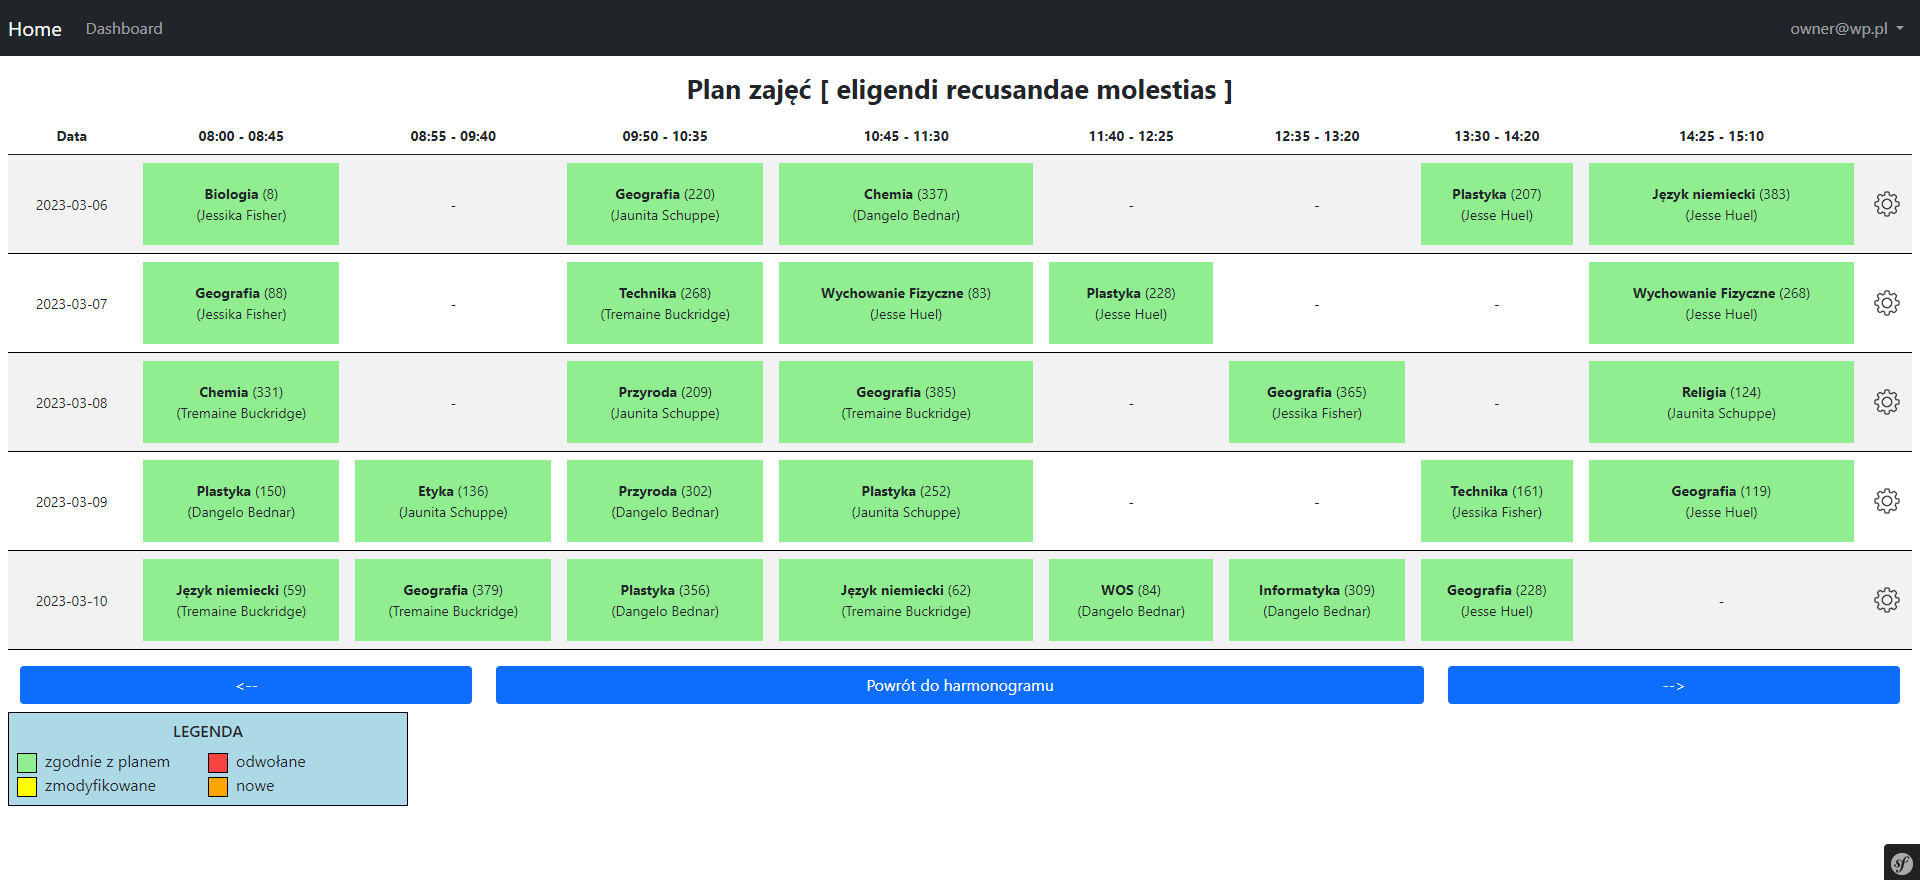 Home Dashboard owner@wp.pl
Plan zajęć [ eligendi recusandae molestias ]
Data 08:00 - 08:45 08:55 - 09:40 09:50 - 10:35 10:45 - 11:30 11:40 - 12:25 12:35 - 13:20 13:30 - 14:20 14:25 - 15:10
Biologia (8) Geografia (220) Chemia (337) Plastyka (207) Język niemiecki (383)
2023-03-06 - - -
(Jessika Fisher) (Jaunita Schuppe) (Dangelo Bednar) (Jesse Huel) (Jesse Huel)
Geografia (88) Technika (268) Wychowanie Fizyczne (83) Plastyka (228) Wychowanie Fizyczne (268)
2023-03-07 - - -
(Jessika Fisher) (Tremaine Buckridge) (Jesse Huel) (Jesse Huel) (Jesse Huel)
Chemia (331) Przyroda (209) Geografia (385) Geografia (365) Religia (124)
2023-03-08 - - -
(Tremaine Buckridge) (Jaunita Schuppe) (Tremaine Buckridge) (Jessika Fisher) (Jaunita Schuppe)
Plastyka (150) Etyka (136) Przyroda (302) Plastyka (252) Technika (161) Geografia (119)
2023-03-09 - -
(Dangelo Bednar) (Jaunita Schuppe) (Dangelo Bednar) (Jaunita Schuppe) (Jessika Fisher) (Jesse Huel)
Język niemiecki (59) Geografia (379) Plastyka (356) Język niemiecki (62) WOS (84) Informatyka (309) Geografia (228)
2023-03-10 -
(Tremaine Buckridge) (Tremaine Buckridge) (Dangelo Bednar) (Tremaine Buckridge) (Dangelo Bednar) (Dangelo Bednar) (Jesse Huel)
<-- Powrót do harmonogramu -->
LEGENDA
zgodnie z planem odwołane
zmodyfikowane nowe
sf